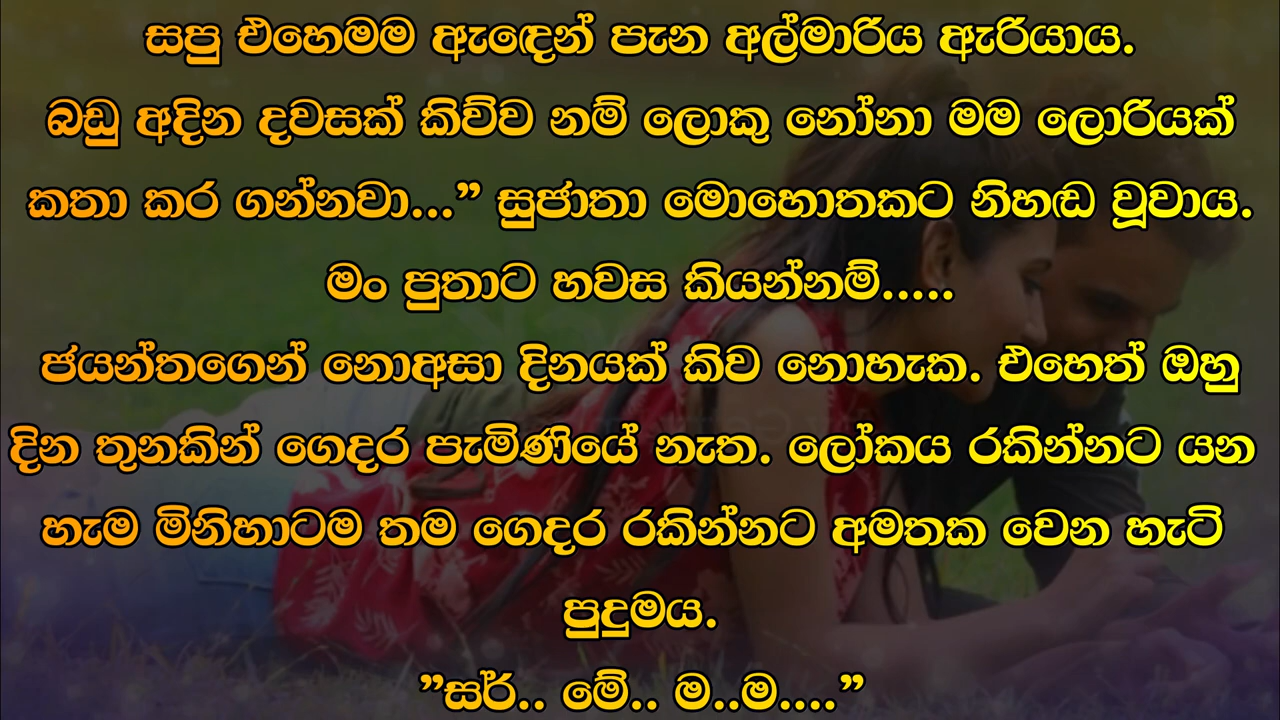 සපු එහෙමම ඇඳෙන් පැන අල්මාරිය ඇරියාය.
බඩු අදින දවසක් කිව්ව නම් ලොකු නෝනා මම ලොරියක්
කතා කර ගන්නවා...” සුජාතා මොහොතකට නිහඬ වූවාය.
මං පුතාට හවස කියන්නම්.....
ජයන්තගෙන් නොඅසා දිනයක් කිව නොහැක. එහෙත් ඔහු
දින තුනකින් ගෙදර පැමිණියේ නැත. ලෝකය රකින්නට යන
හැම මිනිහාටම තම ගෙදර රකින්නට අමතක වෙන හැටි
පුදුමය.
”සර්.. මේ.. ම..ම....”